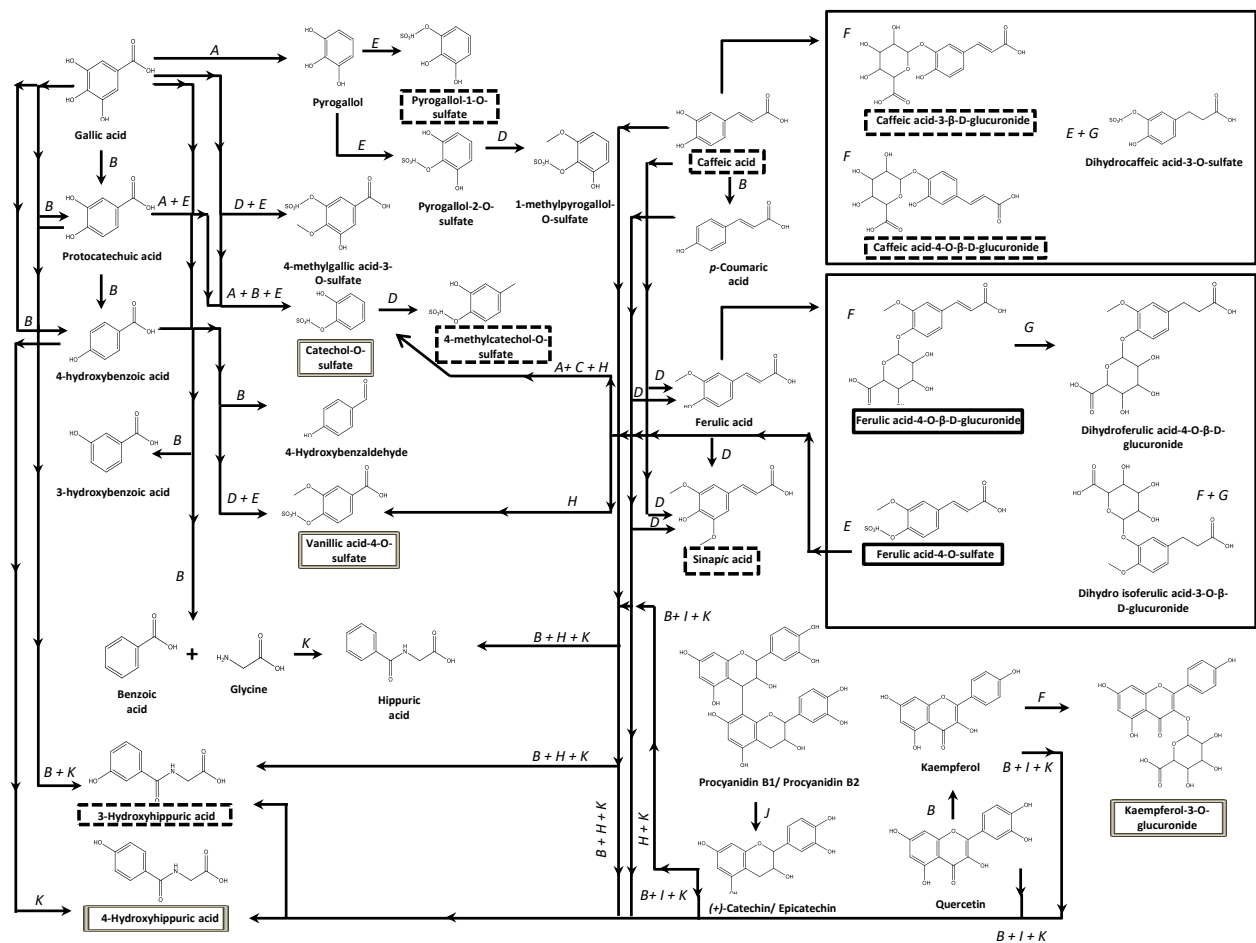 A
E
Pyrogallol
Pyrogallol-1-O-
sulfate
Gallic acid
B
E
D
Pyrogallol-2-O-
sulfate
1-methylpyrogallol-
O-sulfate
B
A + E
D + E
Protocatechuic acid
4-methylgallic acid-3-
O-sulfate
B
A + B + E
D
B
Catechol-O-
sulfate
4-methylcatechol-O-
sulfate
4-hydroxybenzoic acid
A+ C + H
B
4-Hydroxybenzaldehyde
B
3-hydroxybenzoic acid
D + E
H
Vanillic acid-4-O-
sulfate
B
Benzoic
acid
+
Glycine
K
Hippuric
acid
B + H + K
B + K
B + H + K
3-Hydroxyhippuric acid
K
4-Hydroxyhippuric acid
Caffeic acid
B
p-Coumaric
acid
D
D
Ferulic acid
D
D
D
Sinapic acid
F
Caffeic acid-3-β-D-glucuronide
E + G
Dihydrocaffeic acid-3-O-sulfate
F
Caffeic acid-4-O-β-D-glucuronide
F
G
Ferulic acid-4-O-β-D-glucuronide
Dihydroferulic acid-4-O-β-D-
glucuronide
F + G
E
Ferulic acid-4-O-sulfate
Dihydro isoferulic acid-3-O-β-
D-glucuronide
B+ I + K
Procyanidin B1/ Procyanidin B2
J
B + H + K
H + K
B+ I + K
(+)-Catechin/ Epicatechin
F
Kaempferol
B + I + K
B
Quercetin
Kaempferol-3-O-
glucuronide
B + I + K